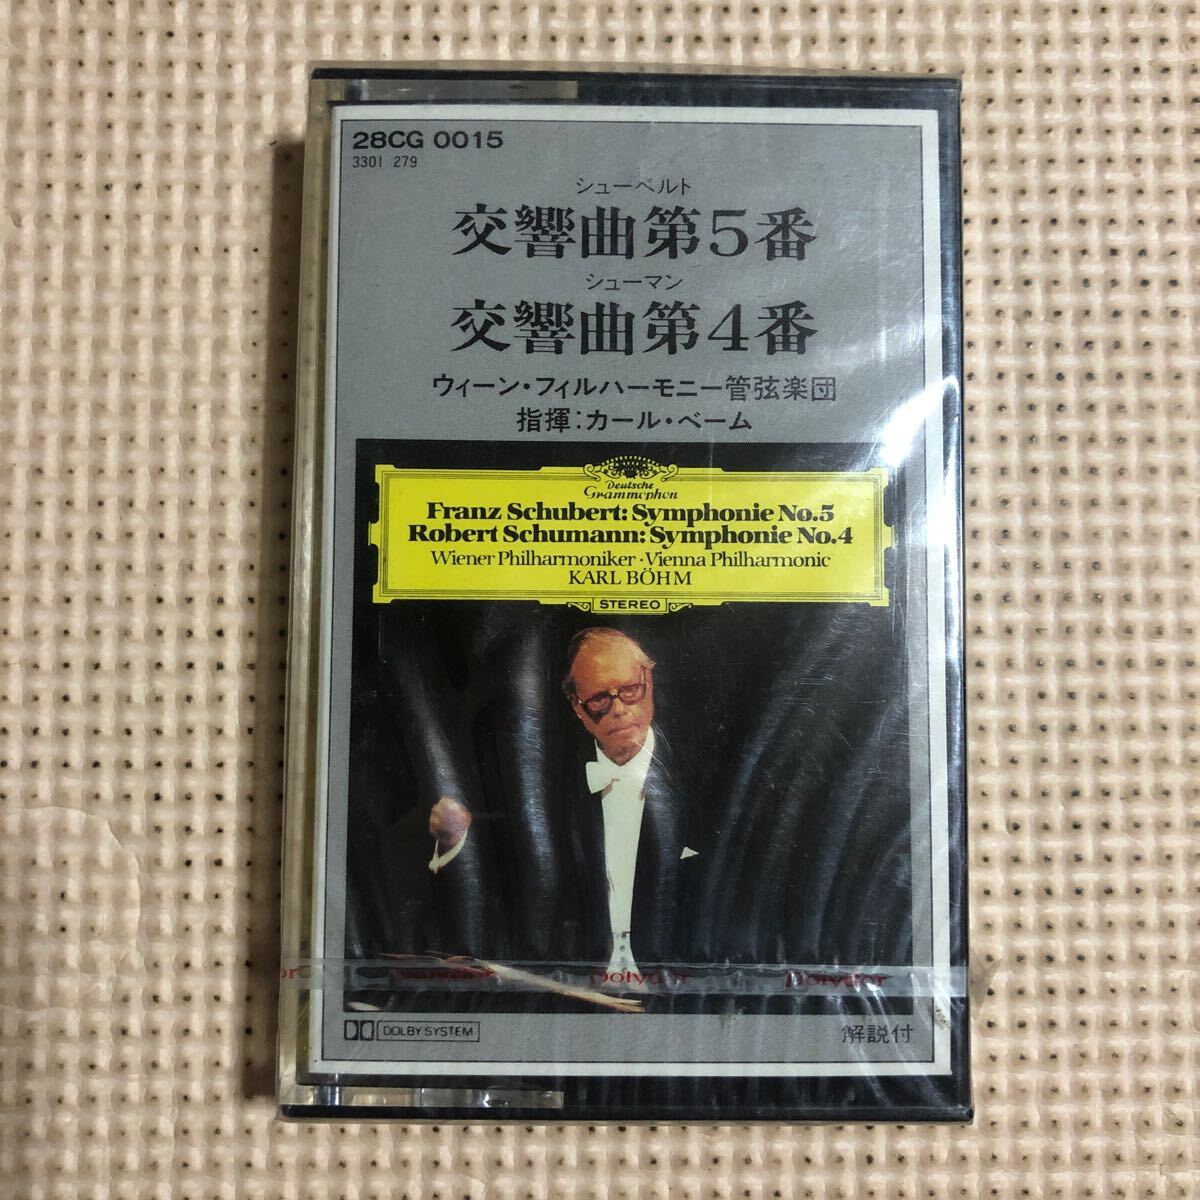 28CG 0015
3301 279
シューベルト
交響曲第5番
シューマン
交響曲第4番
ウィーン・フィルハーモニー管弦楽団
指揮:カール・ベーム
Deutsche
Grammophon
Franz Schubert: Symphonie No.5
Robert Schumann: Symphonie No.4
Wiener Philharmoniker · Vienna Philharmonic
KARL BÖHM
STEREO
or polydor polydor
DOLBY SYSTEM
解説付